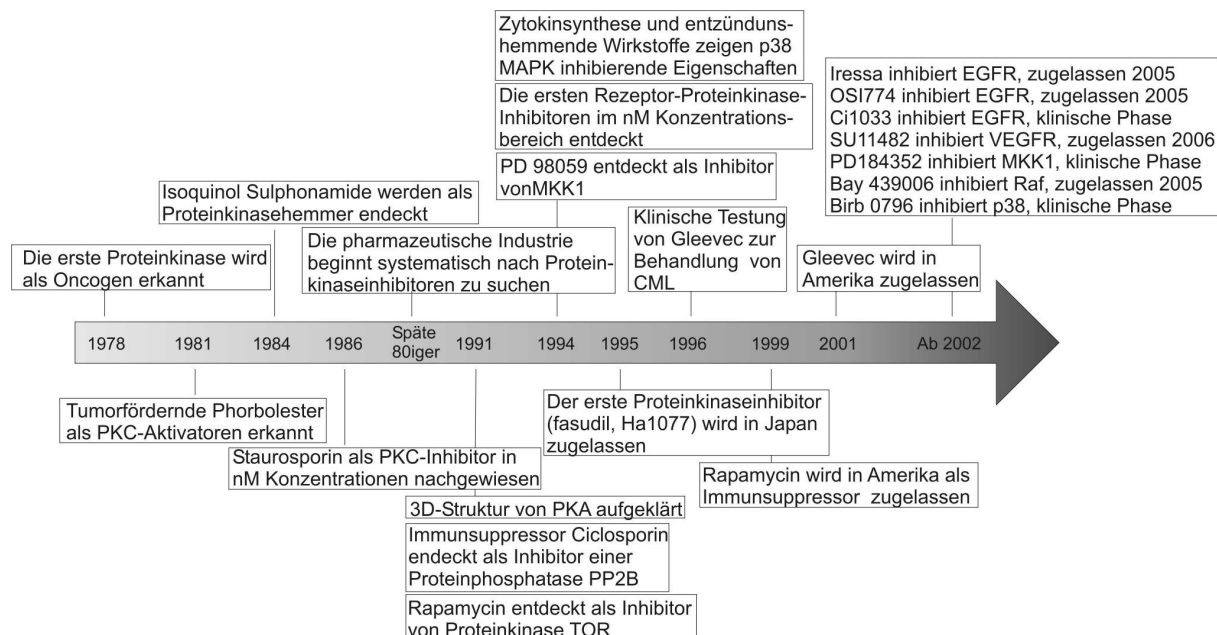 Zytokinsynthese und entzündungs-
hemmende Wirkstoffe zeigen p38
MAPK inhibierende Eigenschaften
Die ersten Rezeptor-Proteinkinase-
Inhibitoren im nM Konzentrations-
bereich entdeckt
PD 98059 entdeckt als Inhibitor
vonMKK1
Iressa inhibiert EGFR, zugelassen 2005
OSI774 inhibiert EGFR, zugelassen 2005
Ci1033 inhibiert EGFR, klinische Phase
SU11482 inhibiert VEGFR, zugelassen 2006
PD184352 inhibiert MKK1, klinische Phase
Bay 439006 inhibiert Raf, zugelassen 2005
Birb 0796 inhibiert p38, klinische Phase
Isoquinol Sulphonamide werden als
Proteinkinasehemmer endeckt
Die erste Proteinkinase wird
als Oncogen erkannt
Die pharmazeutische Industrie
beginnt systematisch nach Protein-
kinaseinhibitoren zu suchen
Klinische Testung
von Gleevec zur
Behandlung von
CML
Gleevec wird in
Amerika zugelassen
1978
1981
1984
1986
Späte
80iger
1991
1994
1995
1996
1999
2001
Ab 2002
Tumorfördernde Phorbolester
als PKC-Aktivatoren erkannt
Staurosporin als PKC-Inhibitor in
nM Konzentrationen nachgewiesen
3D-Struktur von PKA aufgeklärt
Immunsuppressor Ciclosporin
endeckt als Inhibitor einer
Proteinphosphatase PP2B
Rapamycin entdeckt als Inhibitor
von Proteinkinase TOR
Der erste Proteinkinaseinhibitor
(fasudil, Ha1077) wird in Japan
zugelassen
Rapamycin wird in Amerika als
Immunsuppressor zugelassen